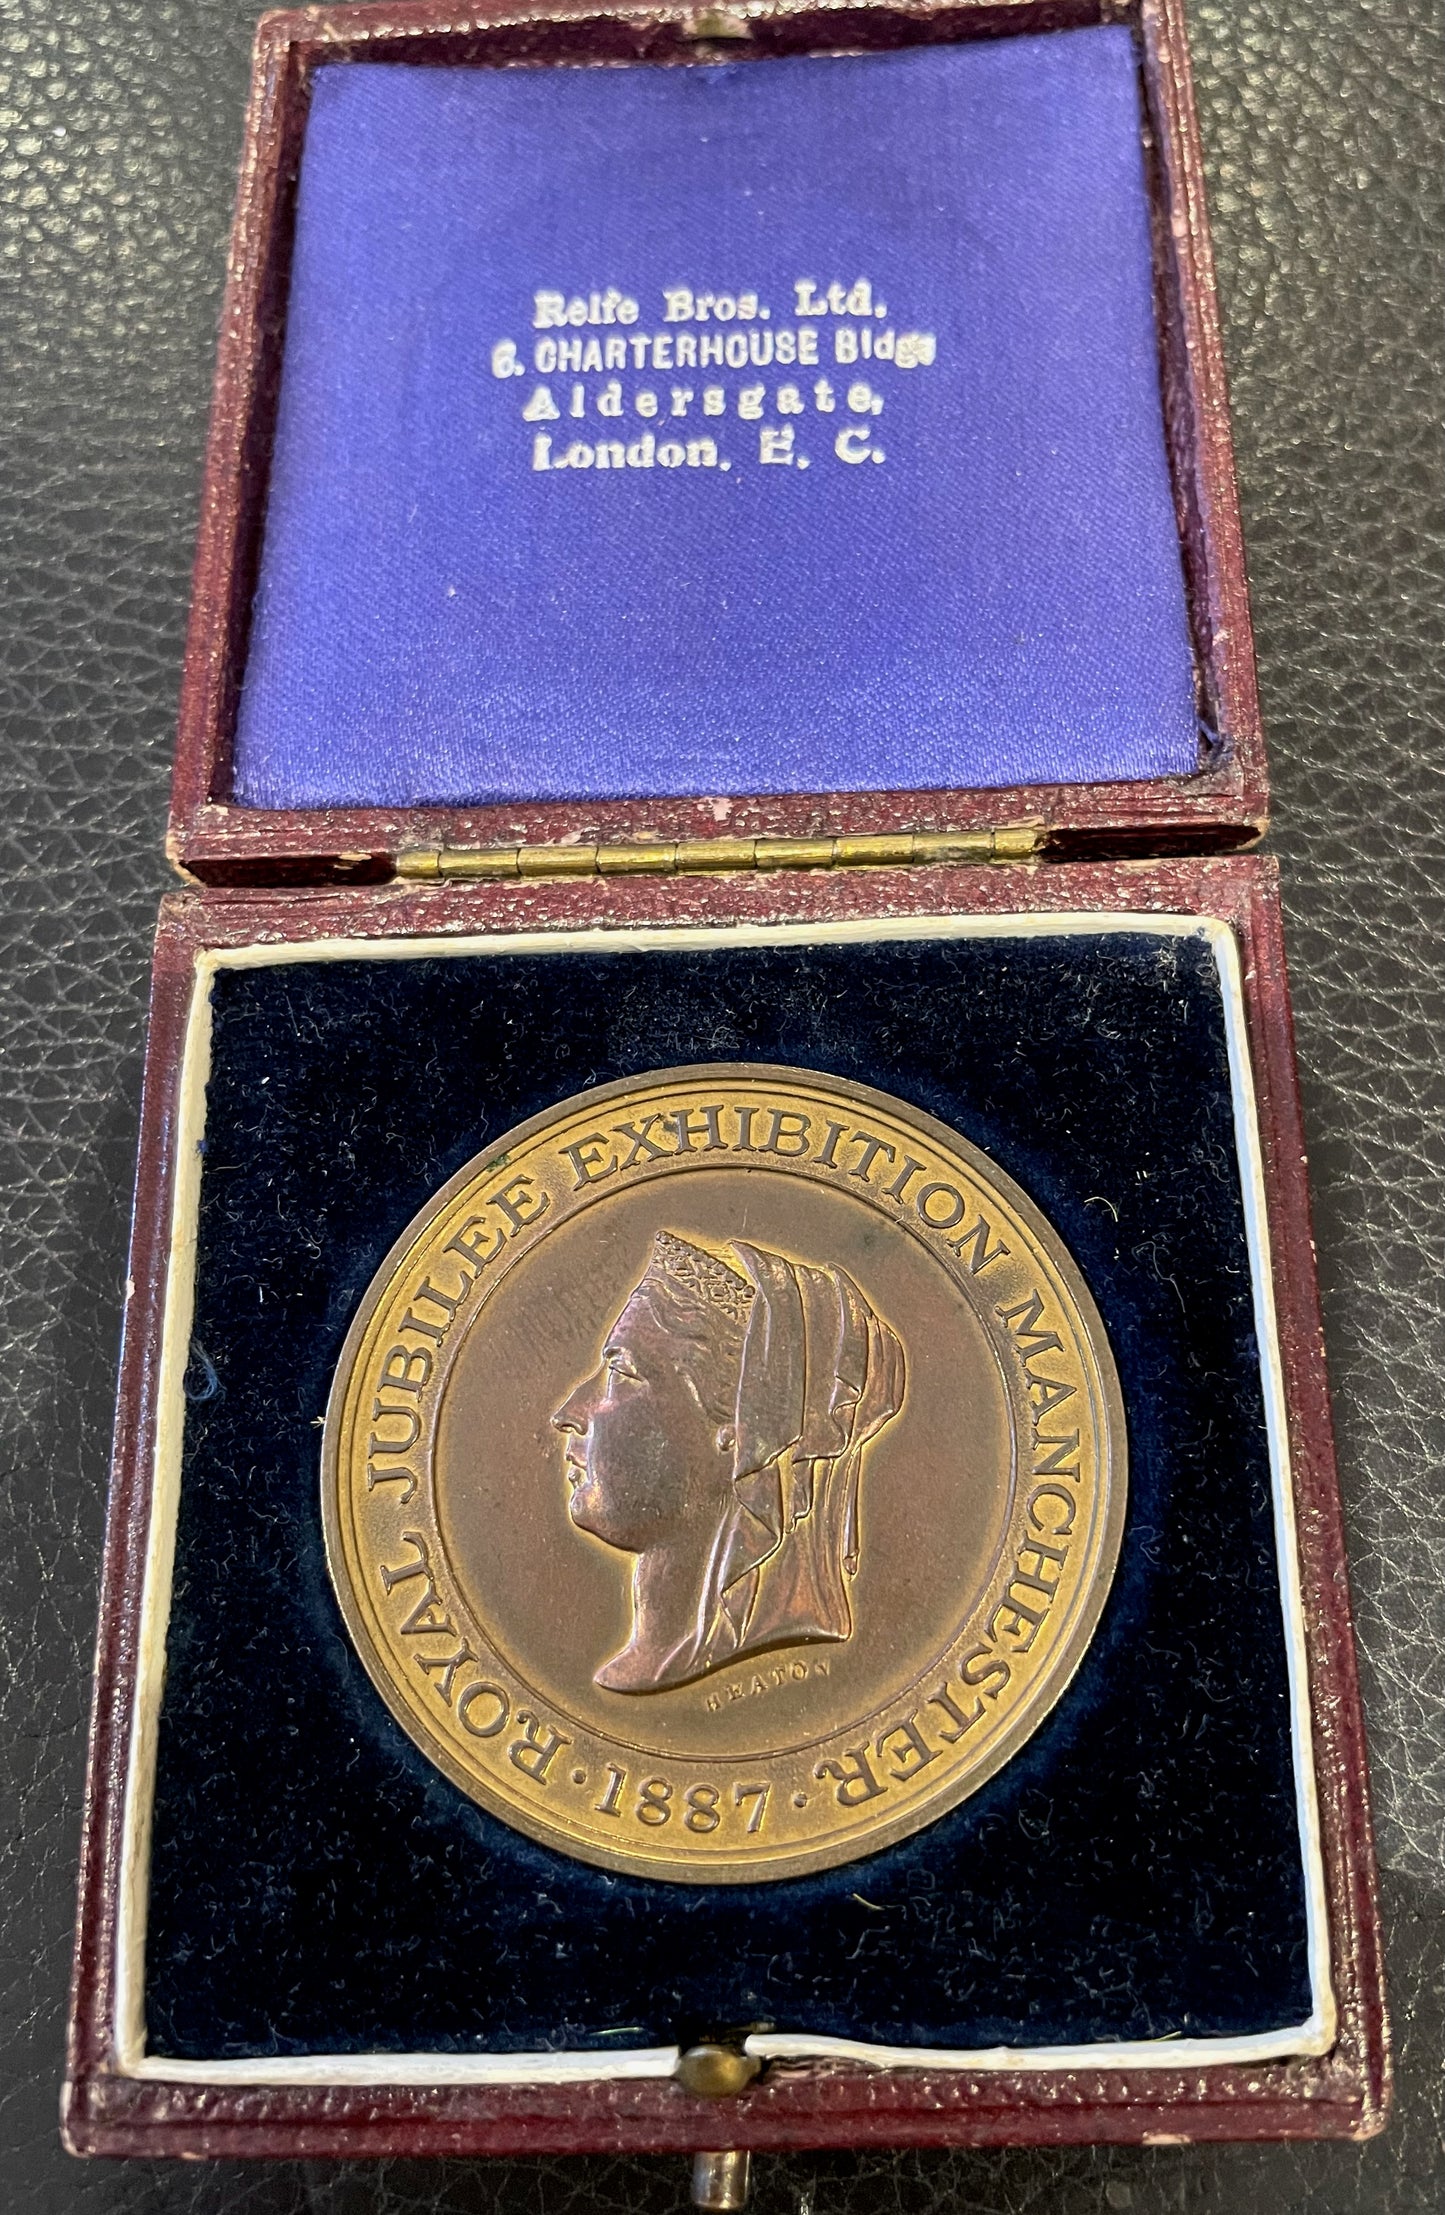 Relfe Bros. Ltd.
6. CHARTERHOUSE Bldgs
Aldersgate,
London, E. C.
ROYAL JUBILEE EXHIBITION MANCHESTER
· 1887 ·
HEATON